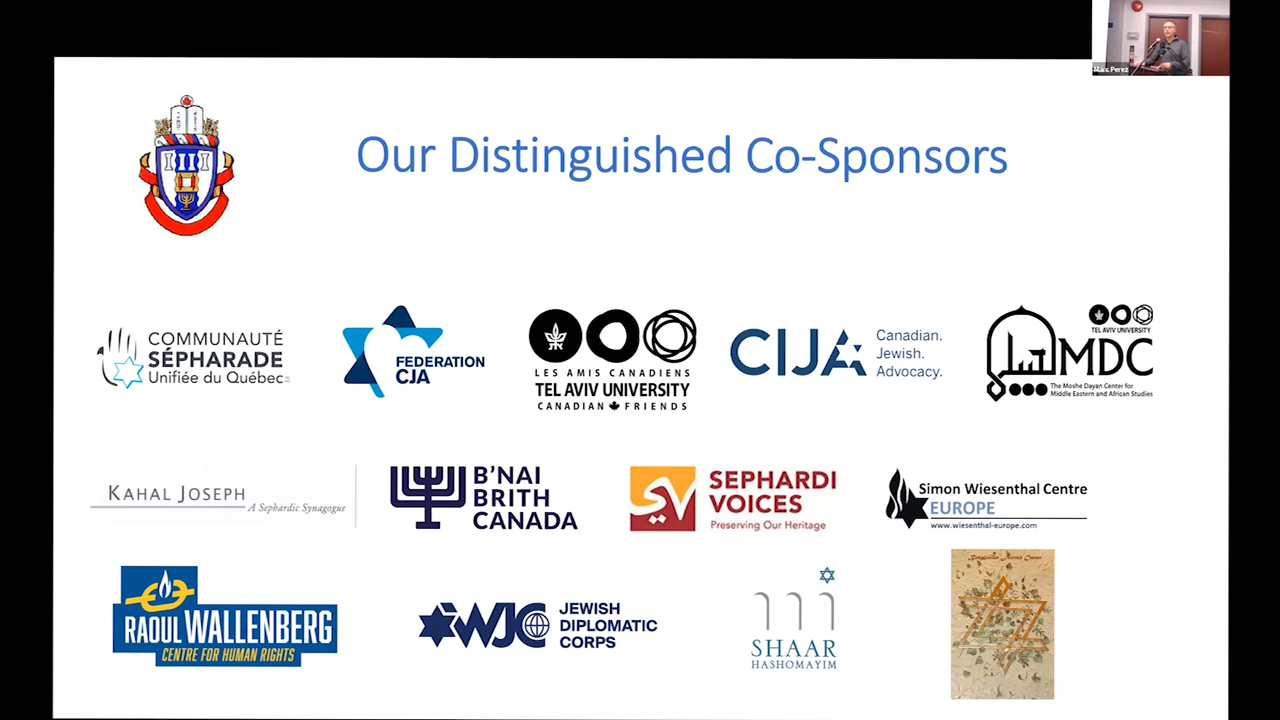 Marc Perez
Our Distinguished Co-Sponsors
COMMUNAUTÉ
SÉPHARADE
Unifiée du Québec
FEDERATION
CJA
LES AMIS CANADIENS
TEL AVIV UNIVERSITY
CANADIAN FRIENDS
CIJA
Canadian.
Jewish.
Advocacy.
TEL AVIV UNIVERSITY
MDC
The Moshe Dayan Center for
Middle Eastern and African Studies
KAHAL JOSEPH
A Sephardic Synagogue
B'NAI
BRITH
CANADA
SEPHARDI
VOICES
Preserving Our Heritage
Simon Wiesenthal Centre
EUROPE
www.wiesenthal-europe.com
RAOUL WALLENBERG
CENTRE FOR HUMAN RIGHTS
WJC
JEWISH
DIPLOMATIC
CORPS
SHAAR
HASHOMAYIM